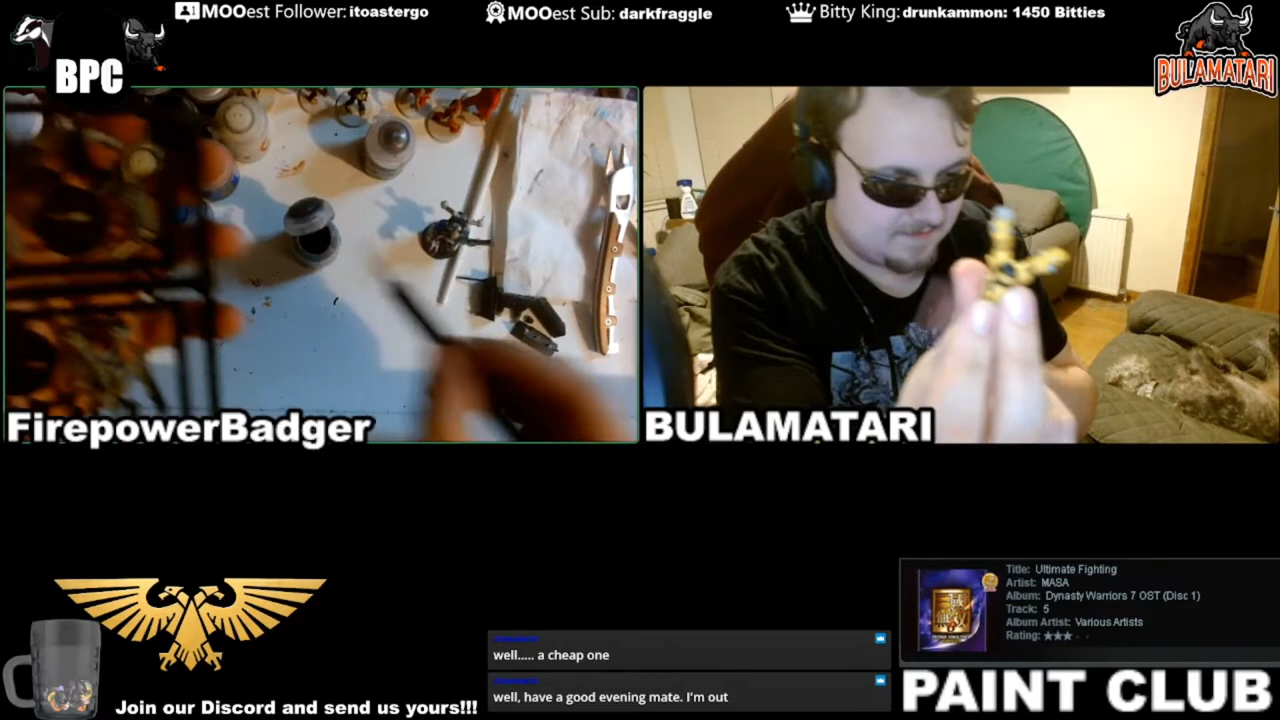 MOOest Follower: itoastergo
MOOest Sub: darkfraggle
Bitty King: drunkammon: 1450 Bitties
BPC
BULAMATARI
FirepowerBadger
BULAMATARI
Title: Ultimate Fighting
Artist: MASA
Album: Dynasty Warriors 7 OST (Disc 1)
Track: 5
Album Artist: Various Artists
Rating:
well..... a cheap one
well, have a good evening mate. I'm out
Join our Discord and send us yours!!!
PAINT CLUB